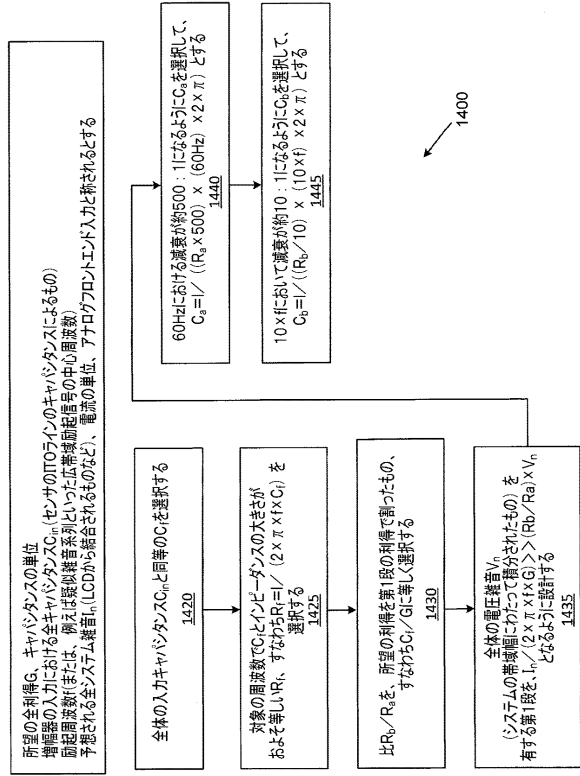 所望の全利得G、キャパシタンスの単位
増幅器の入力における全キャパシタンスCin(センサのITOラインのキャパシタンスによるもの)
励起周波数f(または、例えば疑似雑音系列といった広帯域励起信号の中心周波数)
予想される全システム雑音In(LCDから結合されるものなど)、電流の単位、アナログフロントエンド入力と称されるとする
全体の入力キャパシタンスCinと同等のCfを選択する
1420
対象の周波数でCfとインピーダンスの大きさが
およそ等しいRf、すなわちRf=1/(2×π×f×Cf)を
選択する
1425
比Rb/Raを、所望の利得を第1段の利得で割ったもの、
すなわちCf/Gに等しく選択する
1430
全体の電圧雑音Vn
(システムの帯域幅にわたって積分されたもの)を
有する第1段を、In/(2×π×f×G)>>(Rb/Ra)×Vn
となるように設計する
1435
60Hzにおける減衰が約500:1になるようにCaを選択して、
Ca=1/((Ra×500)×(60Hz)×2×π)とする
1440
10×fにおいて減衰が約10:1になるようにCbを選択して、
Cb=1/((Rb/10)×(10×f)×2×π)とする
1445
1400